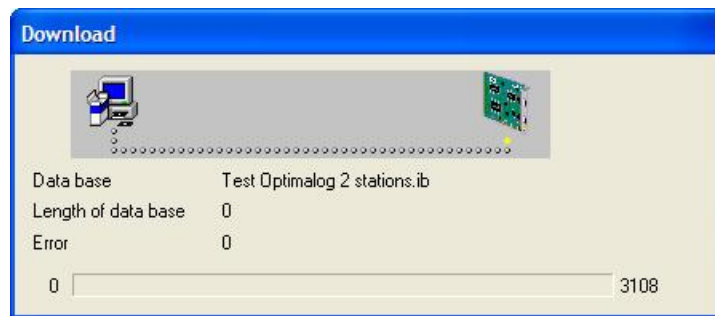 Download
Data base Test Optimalog 2 stations.ib
Length of data base 0
Error 0
0 3108